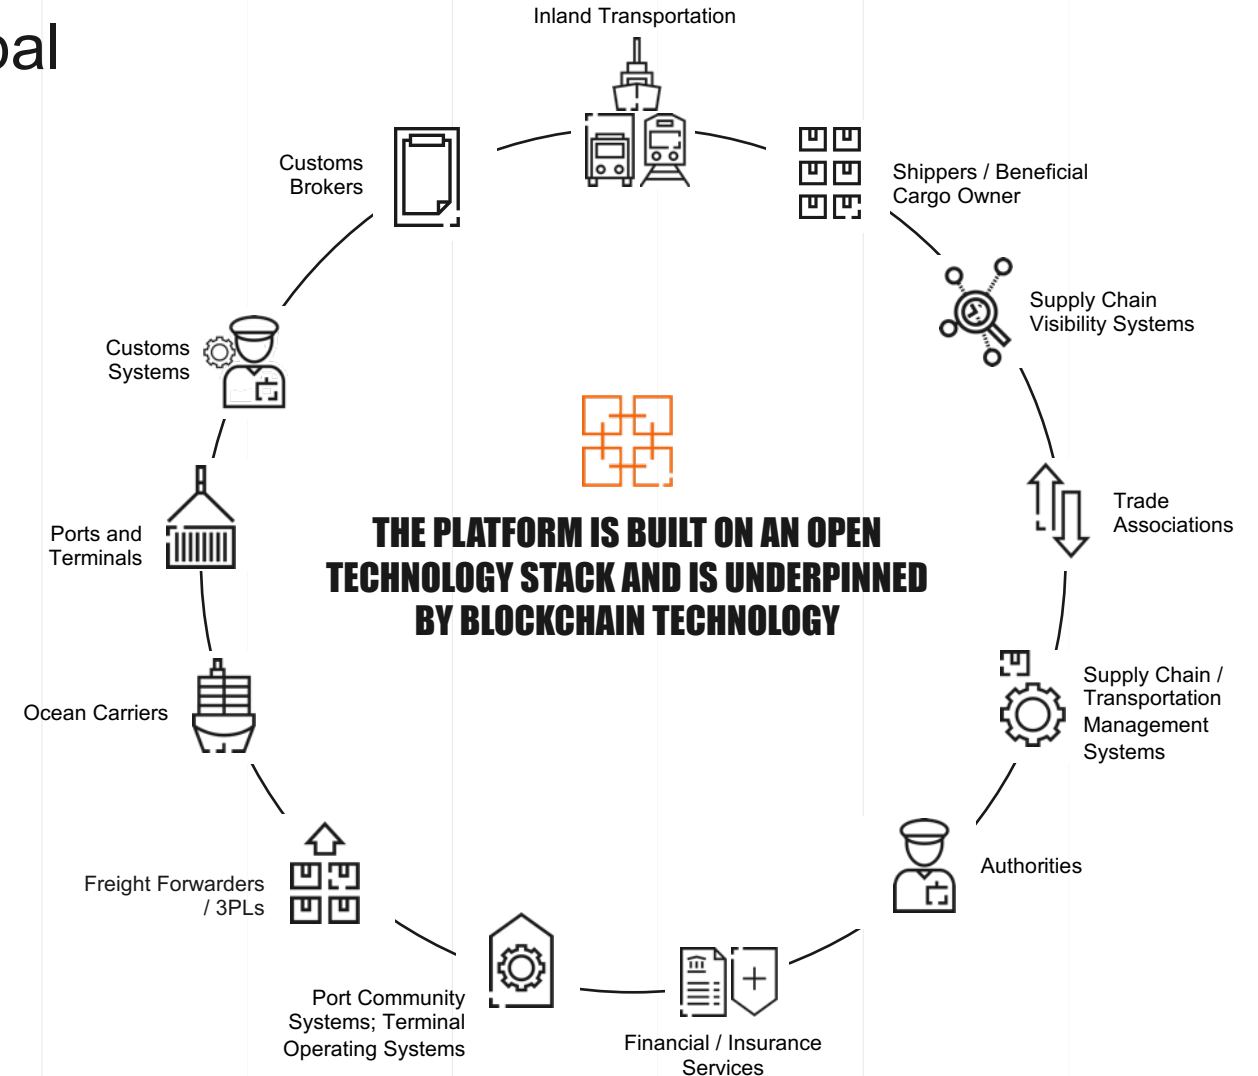 Inland Transportation
Customs
Brokers
Shippers / Beneficial
Cargo Owner
Supply Chain
Visibility Systems
Customs
Systems
Trade
Associations
Ports and
Terminals
THE PLATFORM IS BUILT ON AN OPEN
TECHNOLOGY STACK AND IS UNDERPINNED
BY BLOCKCHAIN TECHNOLOGY
Supply Chain /
Transportation
Management
Systems
Ocean Carriers
Authorities
Freight Forwarders
/ 3PLs
Port Community
Systems; Terminal
Operating Systems
Financial / Insurance
Services